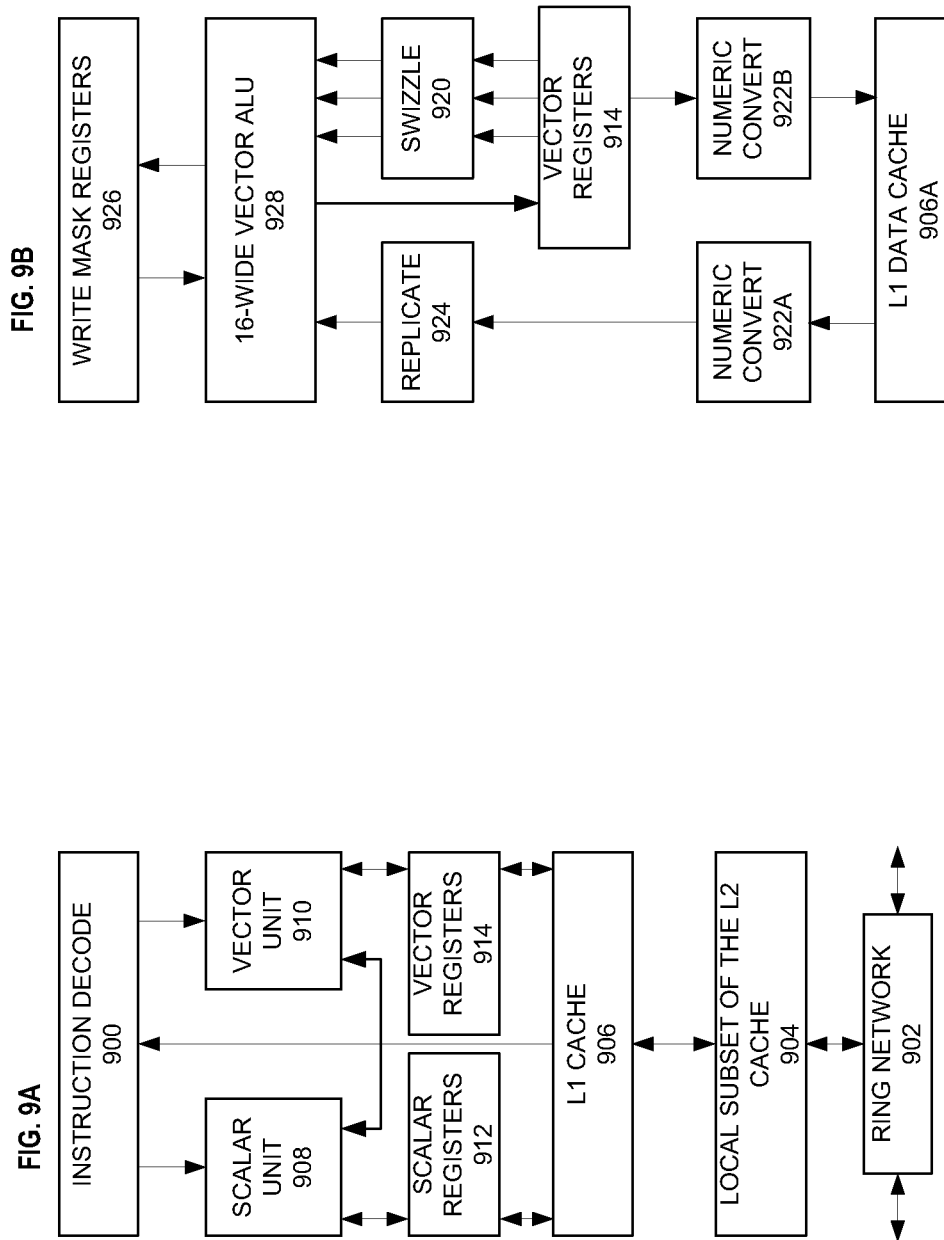 FIG. 9A
INSTRUCTION DECODE
900
SCALAR
UNIT
908
VECTOR
UNIT
910
SCALAR
REGISTERS
912
VECTOR
REGISTERS
914
L1 CACHE
906
LOCAL SUBSET OF THE L2
CACHE
904
RING NETWORK
902
FIG. 9B
WRITE MASK REGISTERS
926
16-WIDE VECTOR ALU
928
REPLICATE
924
SWIZZLE
920
VECTOR
REGISTERS
914
NUMERIC
CONVERT
922A
NUMERIC
CONVERT
922B
L1 DATA CACHE
906A